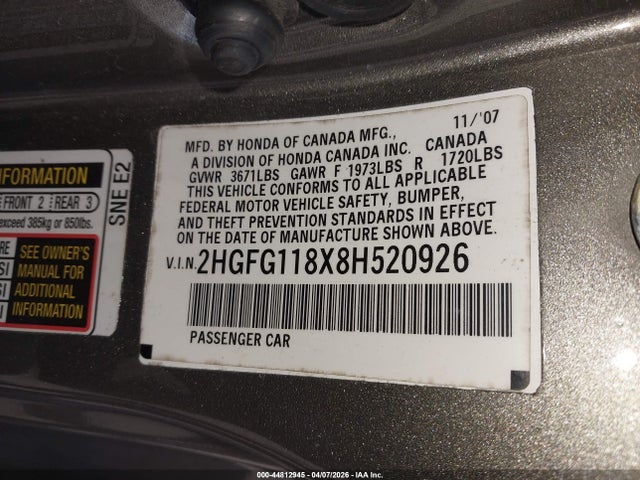 11/'07
MFD. BY HONDA OF CANADA MFG.,
A DIVISION OF HONDA CANADA INC. CANADA
GVWR 3671LBS GAWR F 1973LBS R 1720LBS
THIS VEHICLE CONFORMS TO ALL APPLICABLE
FEDERAL MOTOR VEHICLE SAFETY, BUMPER,
AND THEFT PREVENTION STANDARDS IN EFFECT
ON THE DATE OF MANUFACTURE SHOWN ABOVE.
V.I.N. 2HGFG118X8H520926
PASSENGER CAR
SNE E2
FRONT 2 REAR 3
exceed 385kg or 850lbs.
SEE OWNER'S
MANUAL FOR
ADDITIONAL
INFORMATION
000-44812945 - 04/07/2026 - IAA Inc.